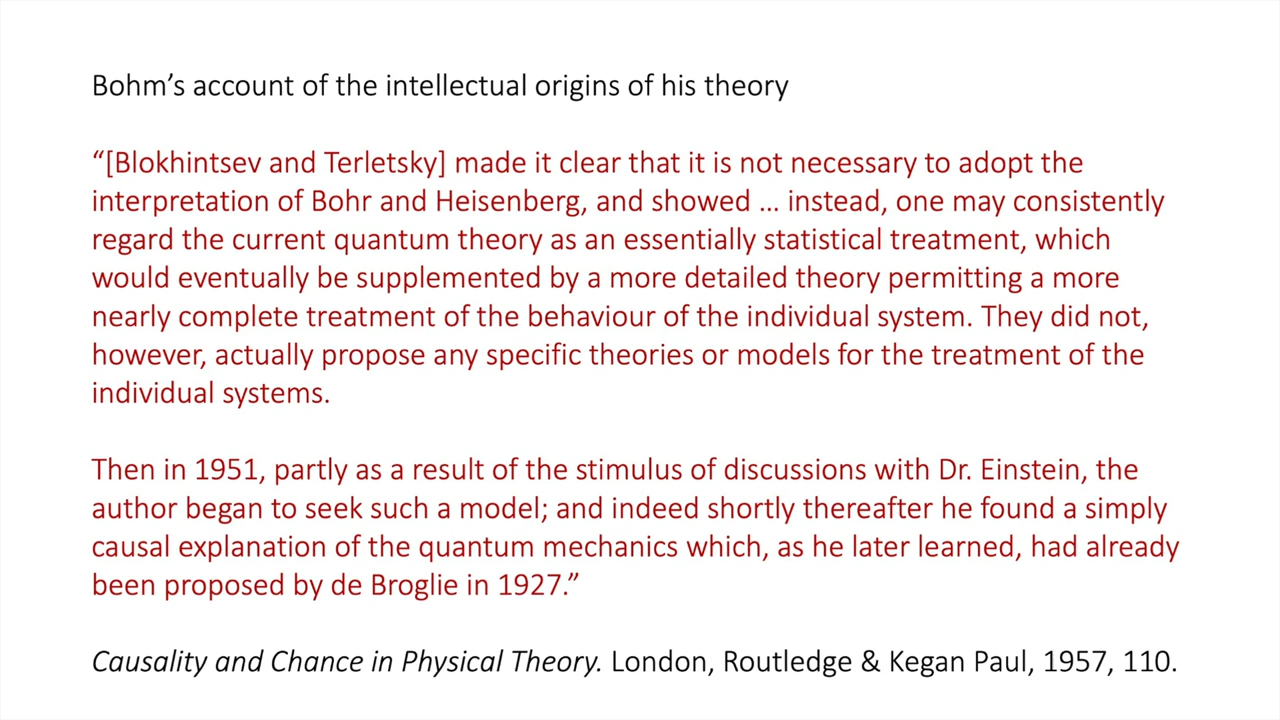 Bohm’s account of the intellectual origins of his theory
“[Blokhintsev and Terletsky] made it clear that it is not necessary to adopt the
interpretation of Bohr and Heisenberg, and showed … instead, one may consistently
regard the current quantum theory as an essentially statistical treatment, which
would eventually be supplemented by a more detailed theory permitting a more
nearly complete treatment of the behaviour of the individual system. They did not,
however, actually propose any specific theories or models for the treatment of the
individual systems.
Then in 1951, partly as a result of the stimulus of discussions with Dr. Einstein, the
author began to seek such a model; and indeed shortly thereafter he found a simply
causal explanation of the quantum mechanics which, as he later learned, had already
been proposed by de Broglie in 1927.”
Causality and Chance in Physical Theory. London, Routledge & Kegan Paul, 1957, 110.